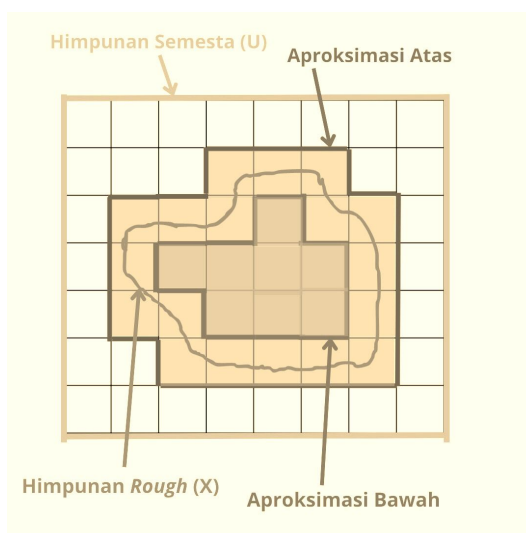 Himpunan Semesta (U)
Aproksimasi Atas
Himpunan Rough (X)
Aproksimasi Bawah